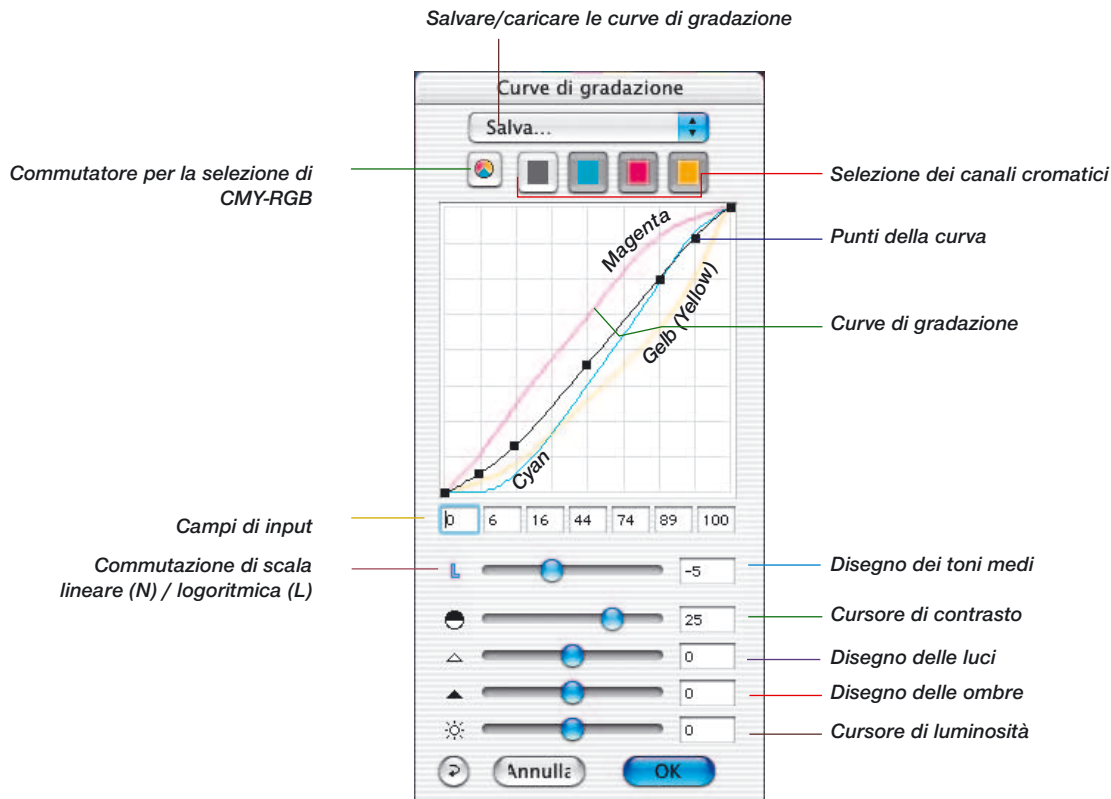 Salvare/caricare le curve di gradazione
Curve di gradazione
Salva...
Commutatore per la selezione di
CMY-RGB
Selezione dei canali cromatici
Magenta
Punti della curva
Gelb (Yellow)
Curve di gradazione
Cyan
Campi di input
0 6 16 44 74 89 100
Commutazione di scala
lineare (N) / logoritmica (L)
L
-5
Disegno dei toni medi
25
Cursore di contrasto
0
Disegno delle luci
0
Disegno delle ombre
0
Cursore di luminosità
Annulla
OK